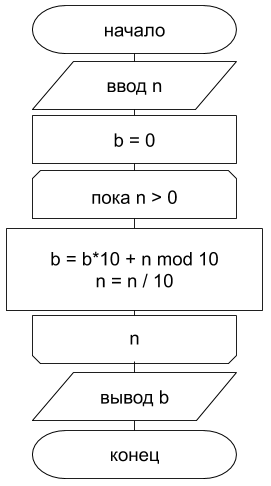 начало
ввод n
b = 0
пока n > 0
b = b*10 + n mod 10
n = n / 10
n
вывод b
конец